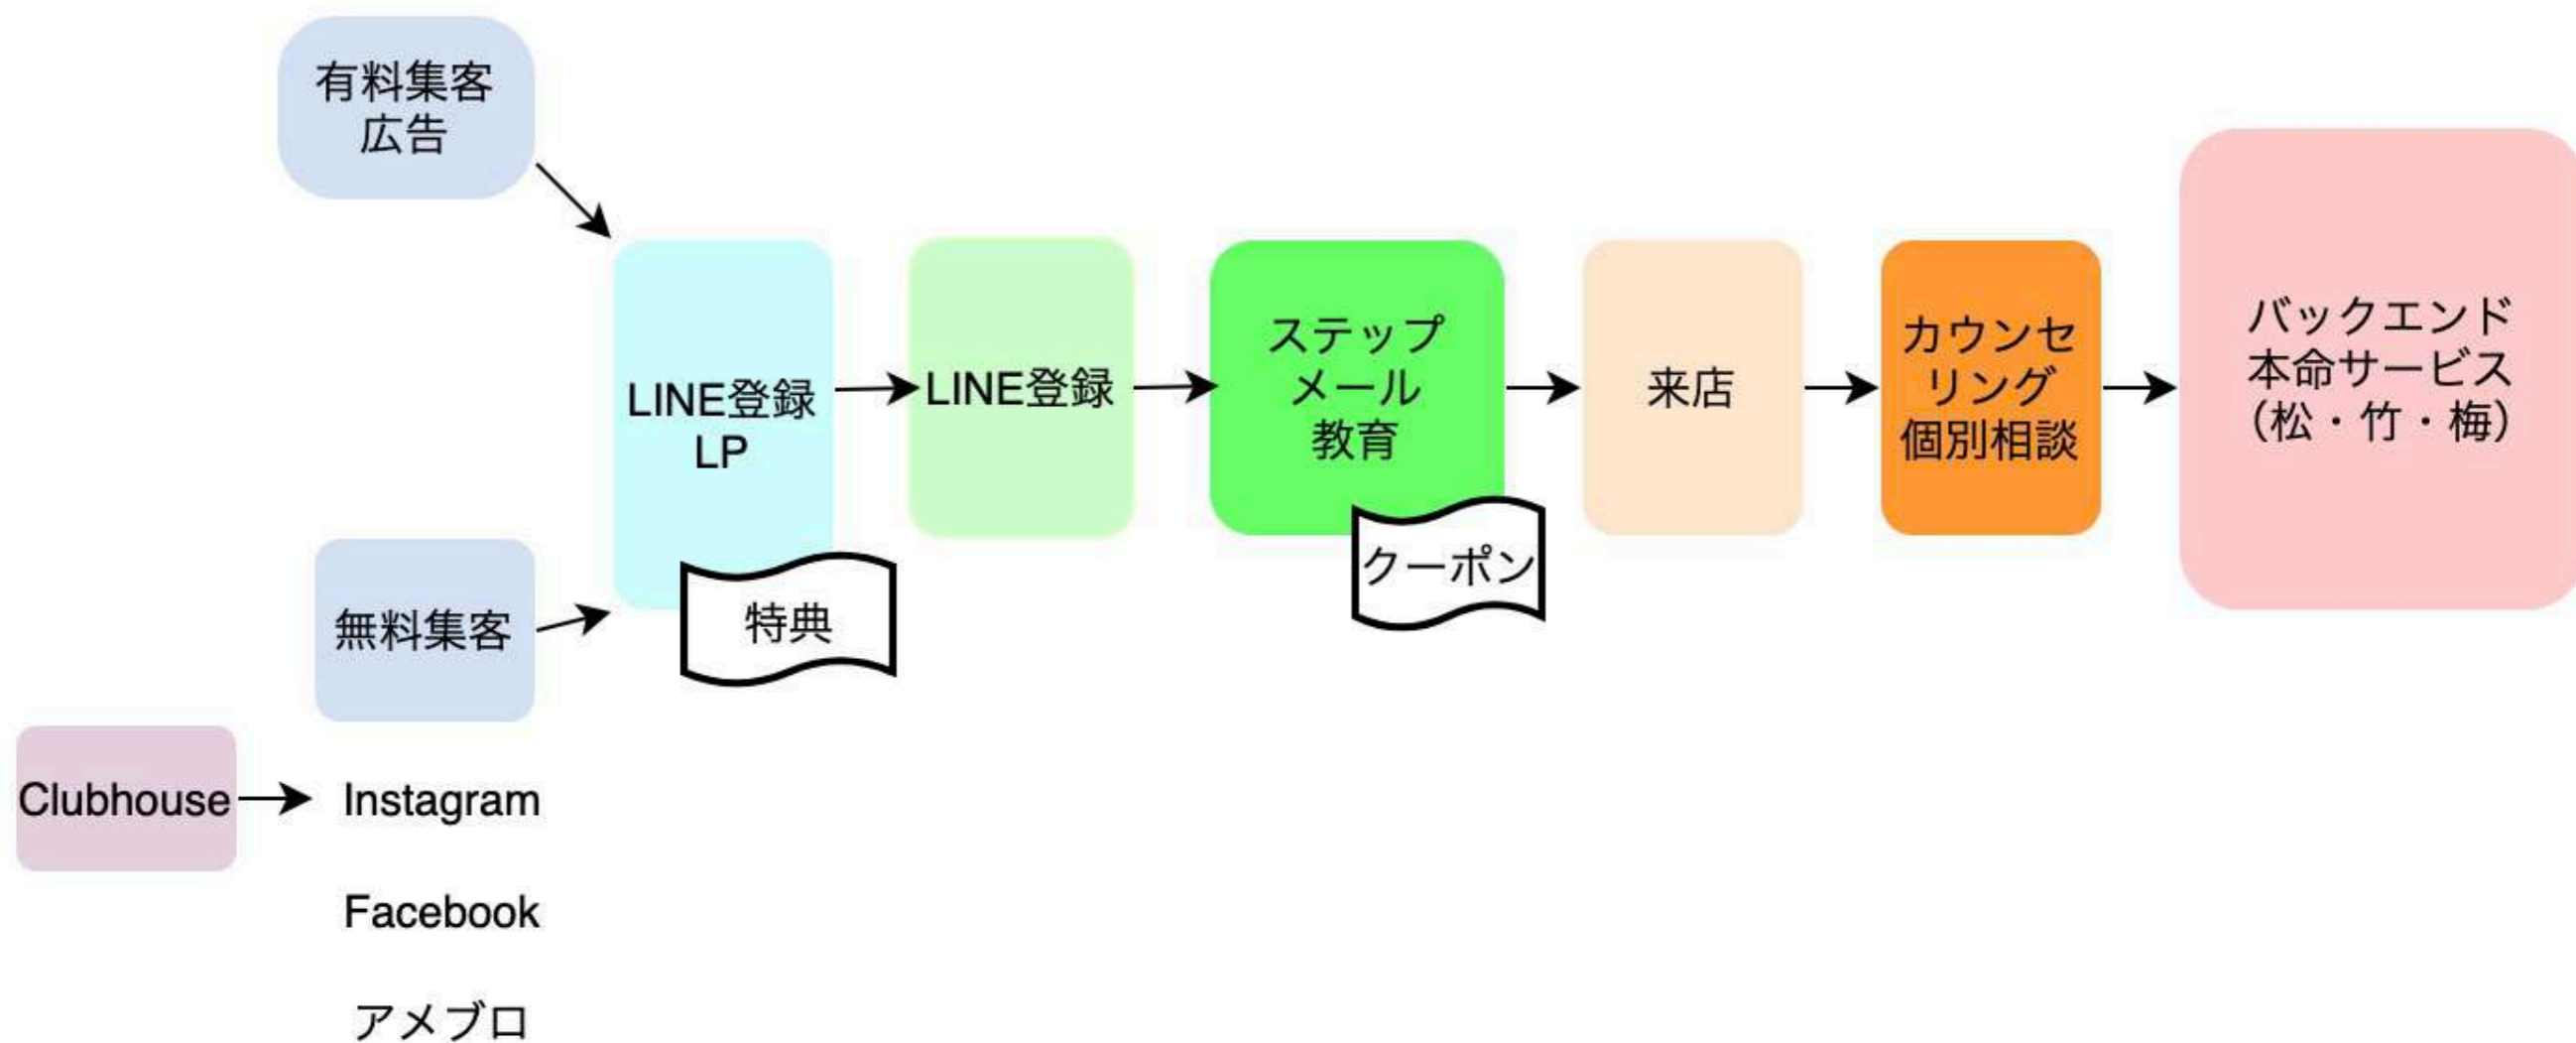 有料集客
広告
LINE登録
LP
特典
LINE登録
ステップ
メール
教育
クーポン
来店
カウンセ
リング
個別相談
バックエンド
本命サービス
（松・竹・梅）
無料集客
Clubhouse
Instagram
Facebook
アメブロ